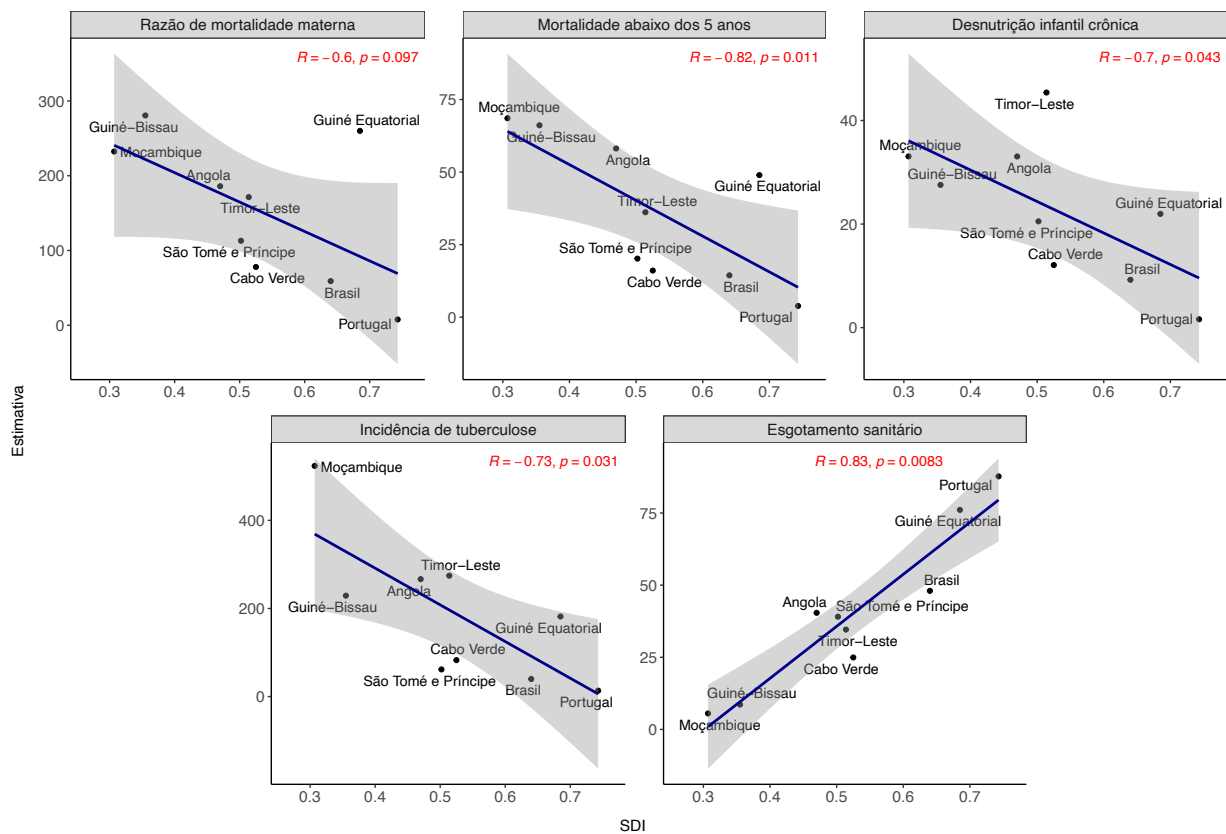 Razão de mortalidade materna
R = −0.6, p = 0.097
300
200
100
0
Guiné−Bissau
Moçambique
Angola
Timor−Leste
São Tomé e Príncipe
Cabo Verde
Brasil
Portugal
Guiné Equatorial
0.3 0.4 0.5 0.6 0.7
Mortalidade abaixo dos 5 anos
R = −0.82, p = 0.011
75
50
25
0
Moçambique
Guiné−Bissau
Angola
Guiné Equatorial
Timor−Leste
São Tomé e Príncipe
Cabo Verde
Brasil
Portugal
0.3 0.4 0.5 0.6 0.7
Desnutrição infantil crônica
R = −0.7, p = 0.043
40
20
0
Timor−Leste
Moçambique
Angola
Guiné−Bissau
Guiné Equatorial
São Tomé e Príncipe
Cabo Verde
Brasil
Portugal
0.3 0.4 0.5 0.6 0.7
Estimativa
Incidência de tuberculose
R = −0.73, p = 0.031
400
200
0
Moçambique
Timor−Leste
Angola
Guiné−Bissau
Guiné Equatorial
Cabo Verde
São Tomé e Príncipe
Brasil
Portugal
0.3 0.4 0.5 0.6 0.7
Esgotamento sanitário
R = 0.83, p = 0.0083
75
50
25
0
Portugal
Guiné Equatorial
Brasil
Angola
São Tomé e Príncipe
Timor−Leste
Cabo Verde
Guiné−Bissau
Moçambique
0.3 0.4 0.5 0.6 0.7
SDI